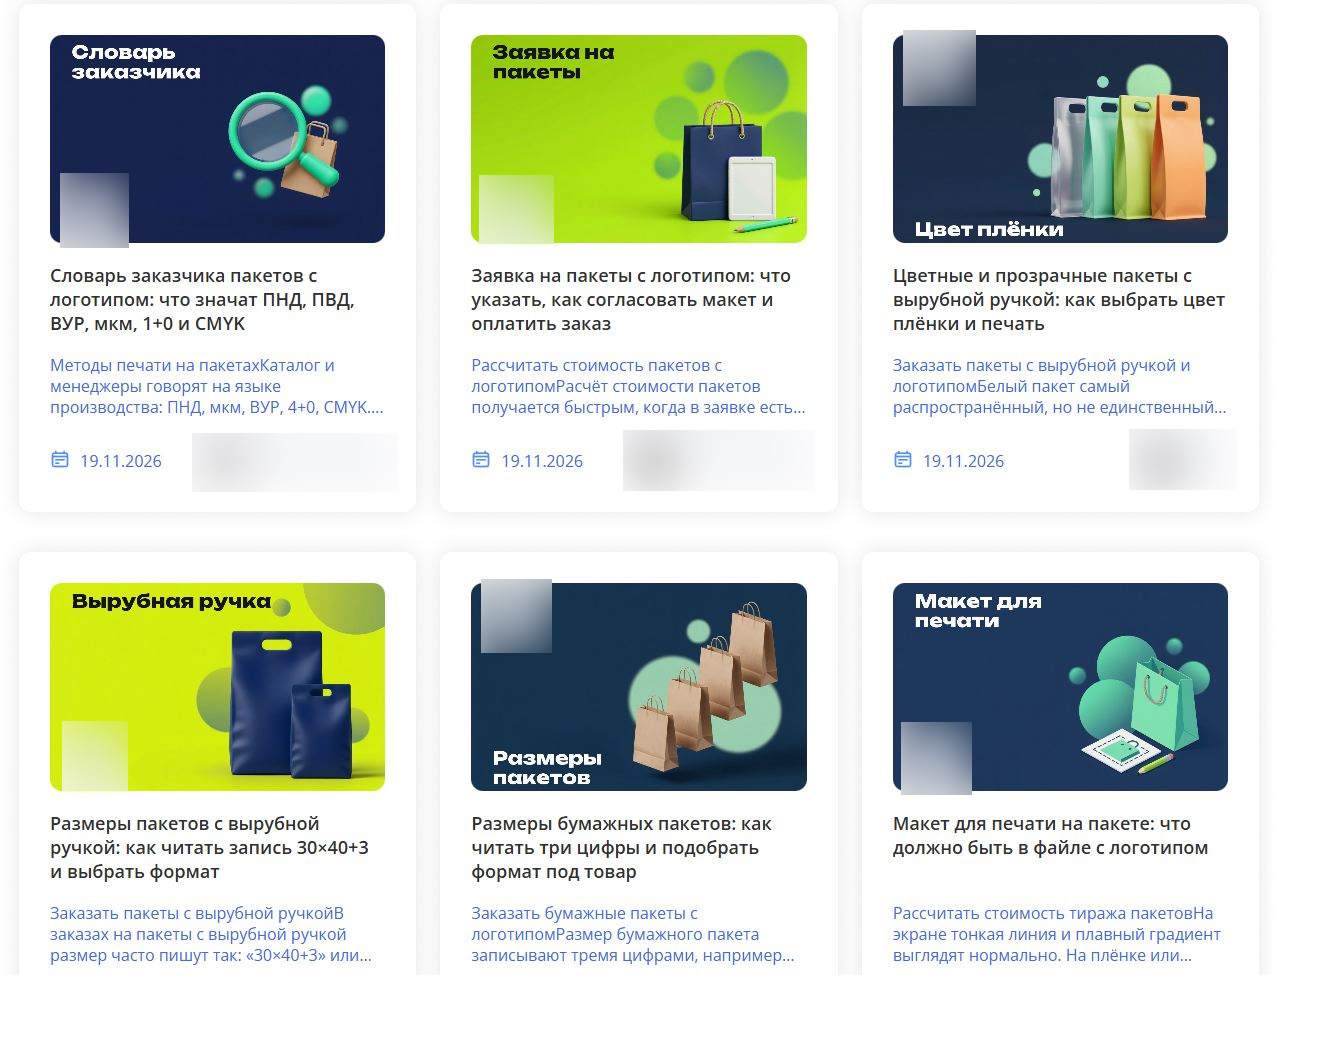 Словарь
заказчика
Словарь заказчика пакетов с
логотипом: что значат ПНД, ПВД,
ВУР, мкм, 1+0 и CMYK
Методы печати на пакетахКаталог и
менеджеры говорят на языке
производства: ПНД, мкм, ВУР, 4+0, CMYK....
19.11.2026
Заявка на
пакеты
Заявка на пакеты с логотипом: что
указать, как согласовать макет и
оплатить заказ
Рассчитать стоимость пакетов с
логотипомРасчёт стоимости пакетов
получается быстрым, когда в заявке есть...
19.11.2026
Цвет плёнки
Цветные и прозрачные пакеты с
вырубной ручкой: как выбрать цвет
плёнки и печать
Заказать пакеты с вырубной ручкой и
логотипомБелый пакет самый
распространённый, но не единственный...
19.11.2026
Вырубная ручка
Размеры пакетов с вырубной
ручкой: как читать запись 30×40+3
и выбрать формат
Заказать пакеты с вырубной ручкойВ
заказах на пакеты с вырубной ручкой
размер часто пишут так: «30×40+3» или...
Размеры
пакетов
Размеры бумажных пакетов: как
читать три цифры и подобрать
формат под товар
Заказать бумажные пакеты с
логотипомРазмер бумажного пакета
записывают тремя цифрами, например...
Макет для
печати
Макет для печати на пакете: что
должно быть в файле с логотипом
Рассчитать стоимость тиража пакетовНа
экране тонкая линия и плавный градиент
выглядят нормально. На плёнке или...